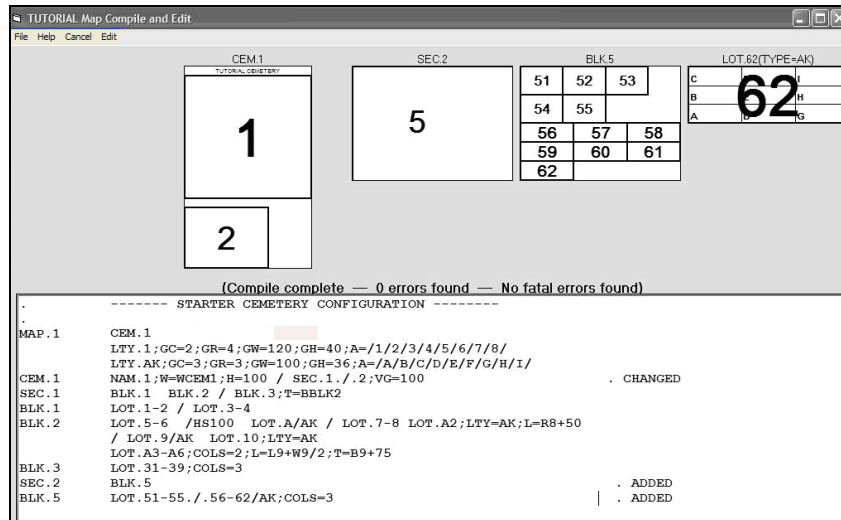 TUTORIAL Map Compile and Edit
File Help Cancel Edit
CEM.1 SEC.2 BLK.5 LOT.62(TYPE=AK)
TUTORIAL CEMETERY
1
2
5
51 52 53
54 55
56 57 58
59 60 61
62
C I
B H
A G
62
(Compile complete — 0 errors found — No fatal errors found)
. ------- STARTER CEMETERY CONFIGURATION --------
.
MAP.1 CEM.1
LTY.1;GC=2;GR=4;GW=120;GH=40;A=/1/2/3/4/5/6/7/8/
LTY.AK;GC=3;GR=3;GW=100;GH=36;A=/A/B/C/D/E/F/G/H/I/
CEM.1 NAM.1;W=WCEM1;H=100 / SEC.1./.2;VG=100 . CHANGED
SEC.1 BLK.1 BLK.2 / BLK.3;T=BBLK2
BLK.1 LOT.1-2 / LOT.3-4
BLK.2 LOT.5-6 /HS100 LOT.A/AK / LOT.7-8 LOT.A2;LTY=AK;L=R8+50
/ LOT.9/AK LOT.10;LTY=AK
LOT.A3-A6;COLS=2;L=L9+W9/2;T=B9+75
BLK.3 LOT.31-39;COLS=3
SEC.2 BLK.5 . ADDED
BLK.5 LOT.51-55./.56-62/AK;COLS=3 . ADDED